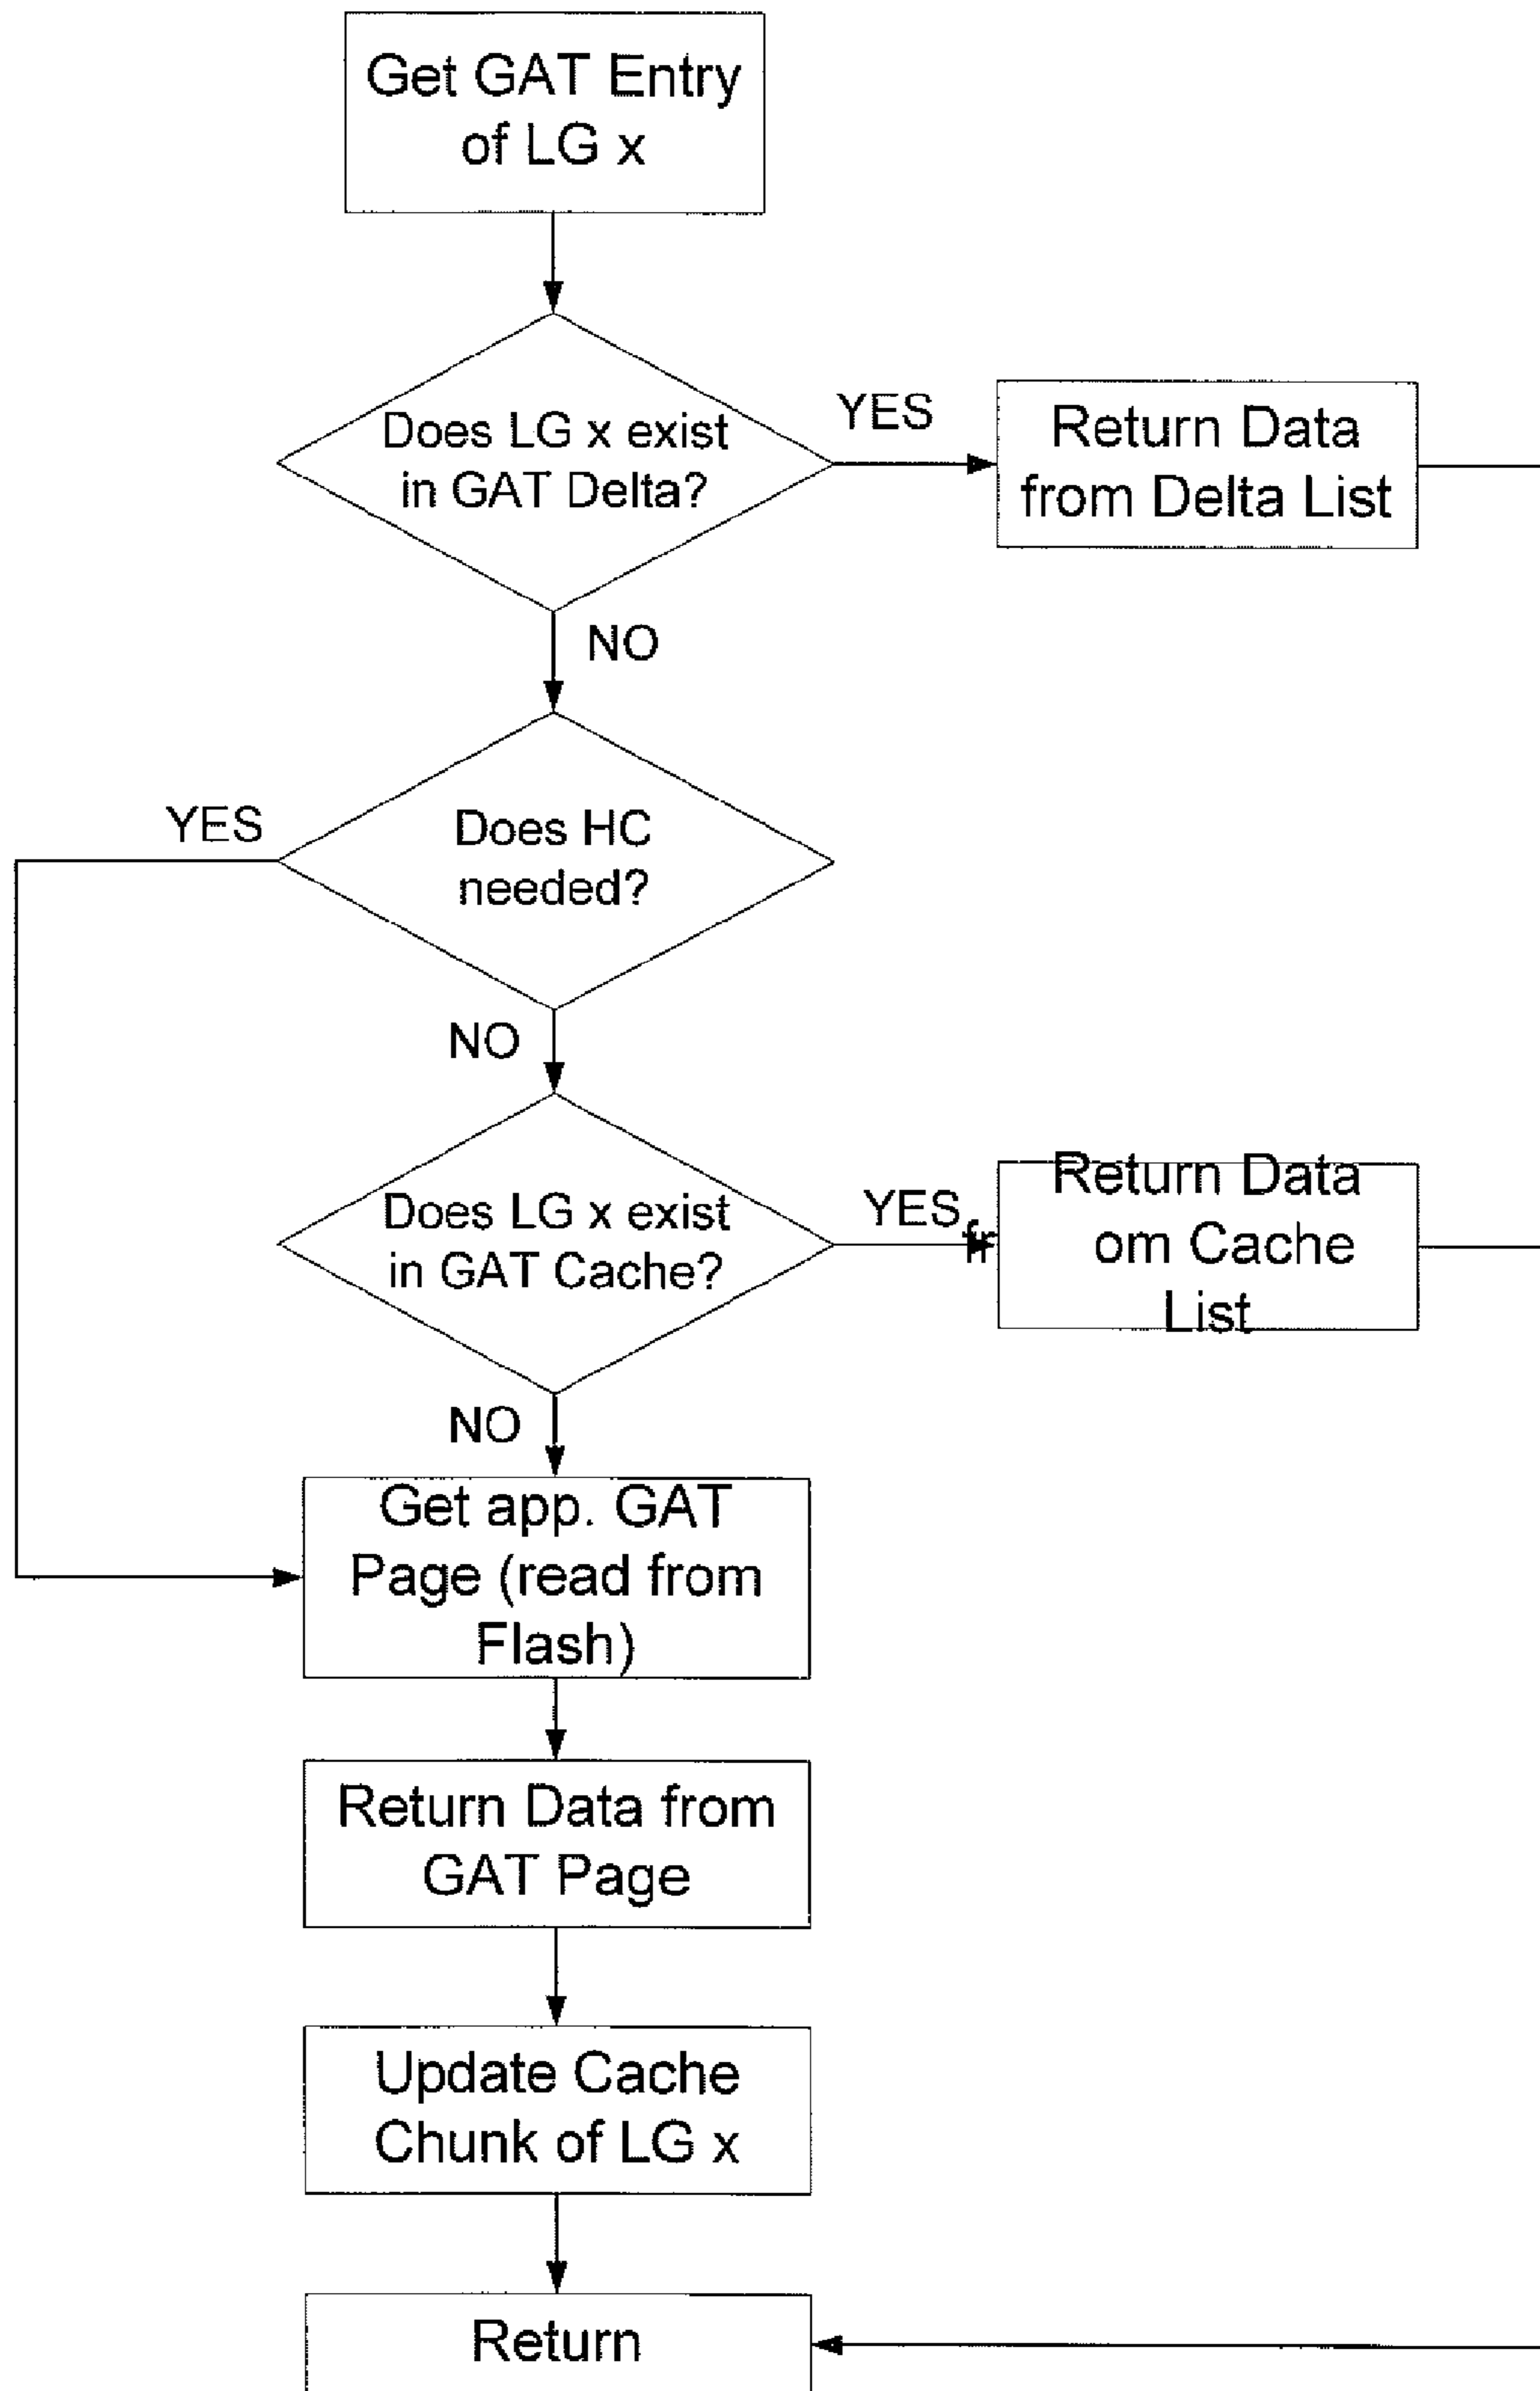 Get GAT Entry
of LG x
Does LG x exist
in GAT Delta?
YES
Return Data
from Delta List
NO
YES
Does HC
needed?
NO
Does LG x exist
in GAT Cache?
YES
Return Data
from Cache
List
NO
Get app. GAT
Page (read from
Flash)
Return Data from
GAT Page
Update Cache
Chunk of LG x
Return